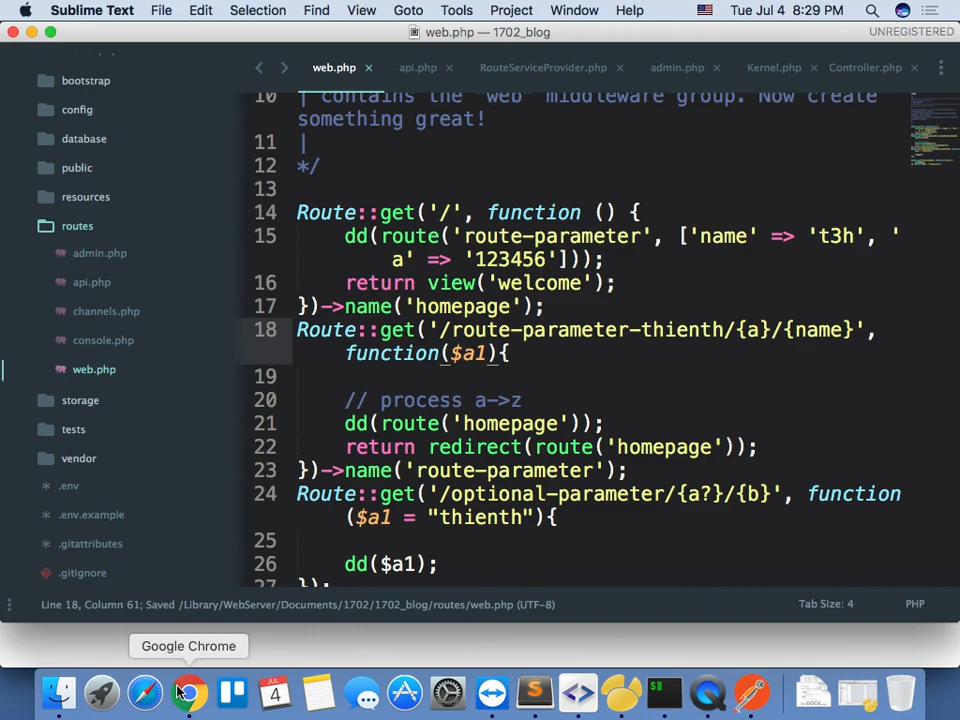 Sublime Text File Edit Selection Find View Goto Tools Project Window Help Tue Jul 4 8:29 PM
web.php — 1702_blog UNREGISTERED
web.php × api.php × RouteServiceProvider.php × admin.php × Kernel.php × Controller.php ×
bootstrap
config
database
public
resources
routes
admin.php
api.php
channels.php
console.php
web.php
storage
tests
vendor
.env
.env.example
.gitattributes
.gitignore
10 | contains the "web" middleware group. Now create
something great!
11 |
12 */
13
14 Route::get('/', function () {
15 dd(route('route-parameter', ['name' => 't3h', '
a' => '123456']));
16 return view('welcome');
17 })->name('homepage');
18 Route::get('/route-parameter-thienth/{a}/{name}',
function($a1){
19
20 // process a->z
21 dd(route('homepage'));
22 return redirect(route('homepage'));
23 })->name('route-parameter');
24 Route::get('/optional-parameter/{a?}/{b}', function
($a1 = "thienth"){
25
26 dd($a1);
27 });
Line 18, Column 61; Saved /Library/WebServer/Documents/1702/1702_blog/routes/web.php (UTF-8) Tab Size: 4 PHP
Google Chrome
JUL
4